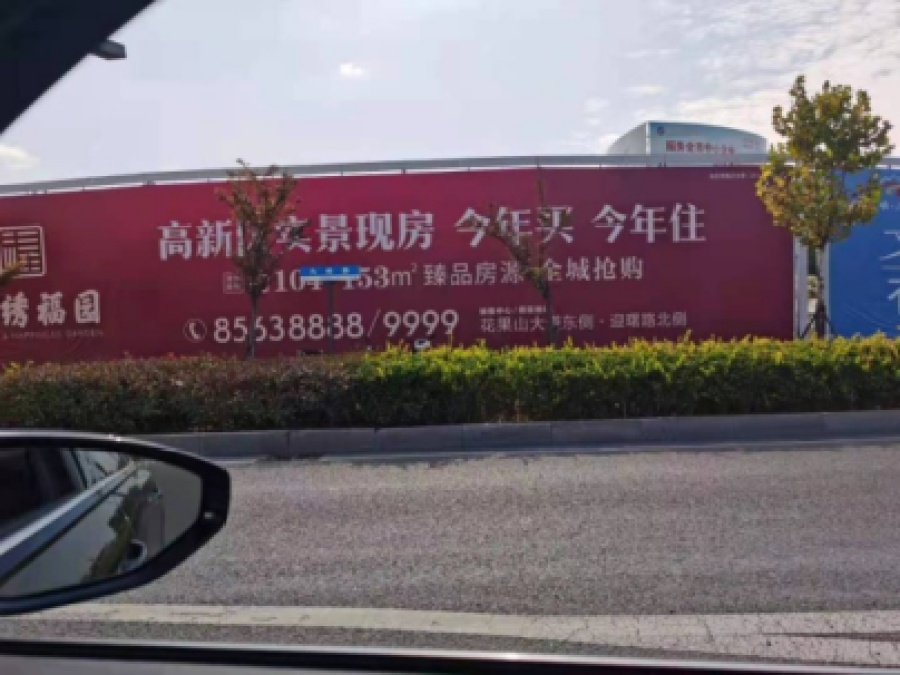 高新区实景现房 今年买 今年住
104-153m² 臻品房源 全城抢购
绣福园
85638888/9999
花果山大道东侧·迎曙路北侧